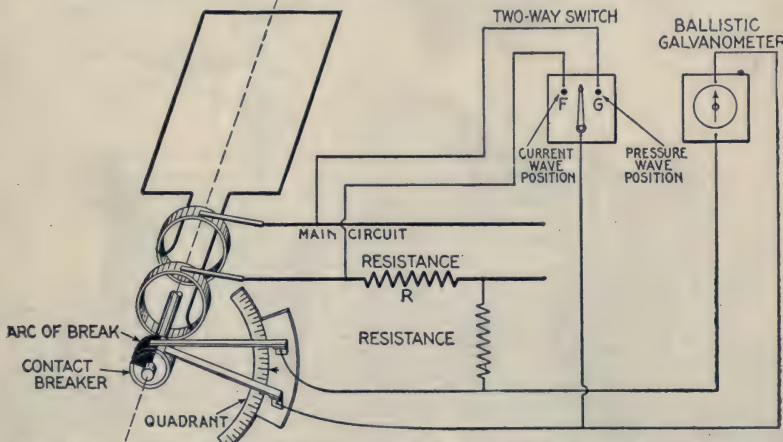 TWO-WAY SWITCH
BALLISTIC
GALVANOMETER
F
G
CURRENT
WAVE
POSITION
PRESSURE
WAVE
POSITION
MAIN CIRCUIT
RESISTANCE
R
RESISTANCE
ARC OF BREAK
CONTACT
BREAKER
QUADRANT